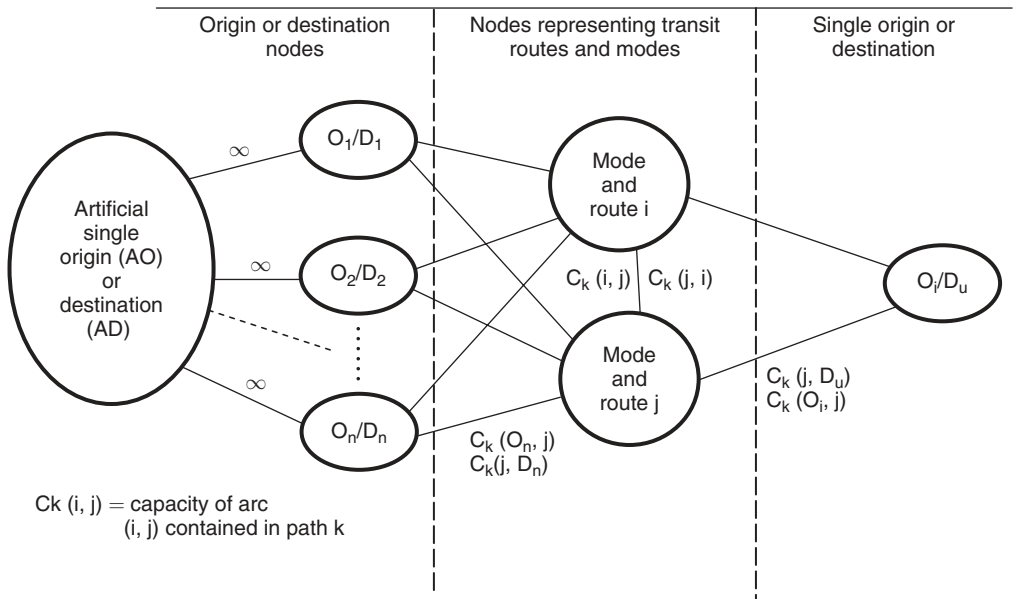 Origin or destination
nodes
Nodes representing transit
routes and modes
Single origin or
destination
Artificial
single
origin (AO)
or
destination
(AD)
∞
∞
∞
O₁/D₁
O₂/D₂
Oₙ/Dₙ
Mode
and
route i
Cₖ (i, j)
Cₖ (j, i)
Mode
and
route j
Oᵢ/Dᵤ
Cₖ (j, Dᵤ)
Cₖ (Oᵢ, j)
Cₖ (Oₙ, j)
Cₖ(j, Dₙ)
Ck (i, j) = capacity of arc
(i, j) contained in path k